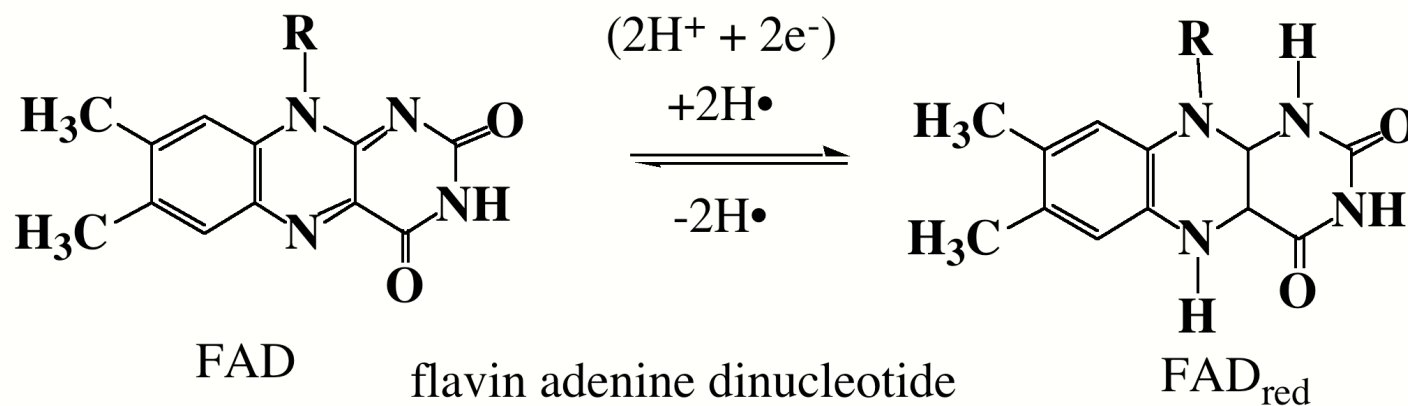 R
(2H⁺ + 2e⁻)
R H
H₃C N N O
+2H•
H₃C N N O
H₃C N NH
-2H•
H₃C N NH
O
H O
FAD
flavin adenine dinucleotide
FAD_red